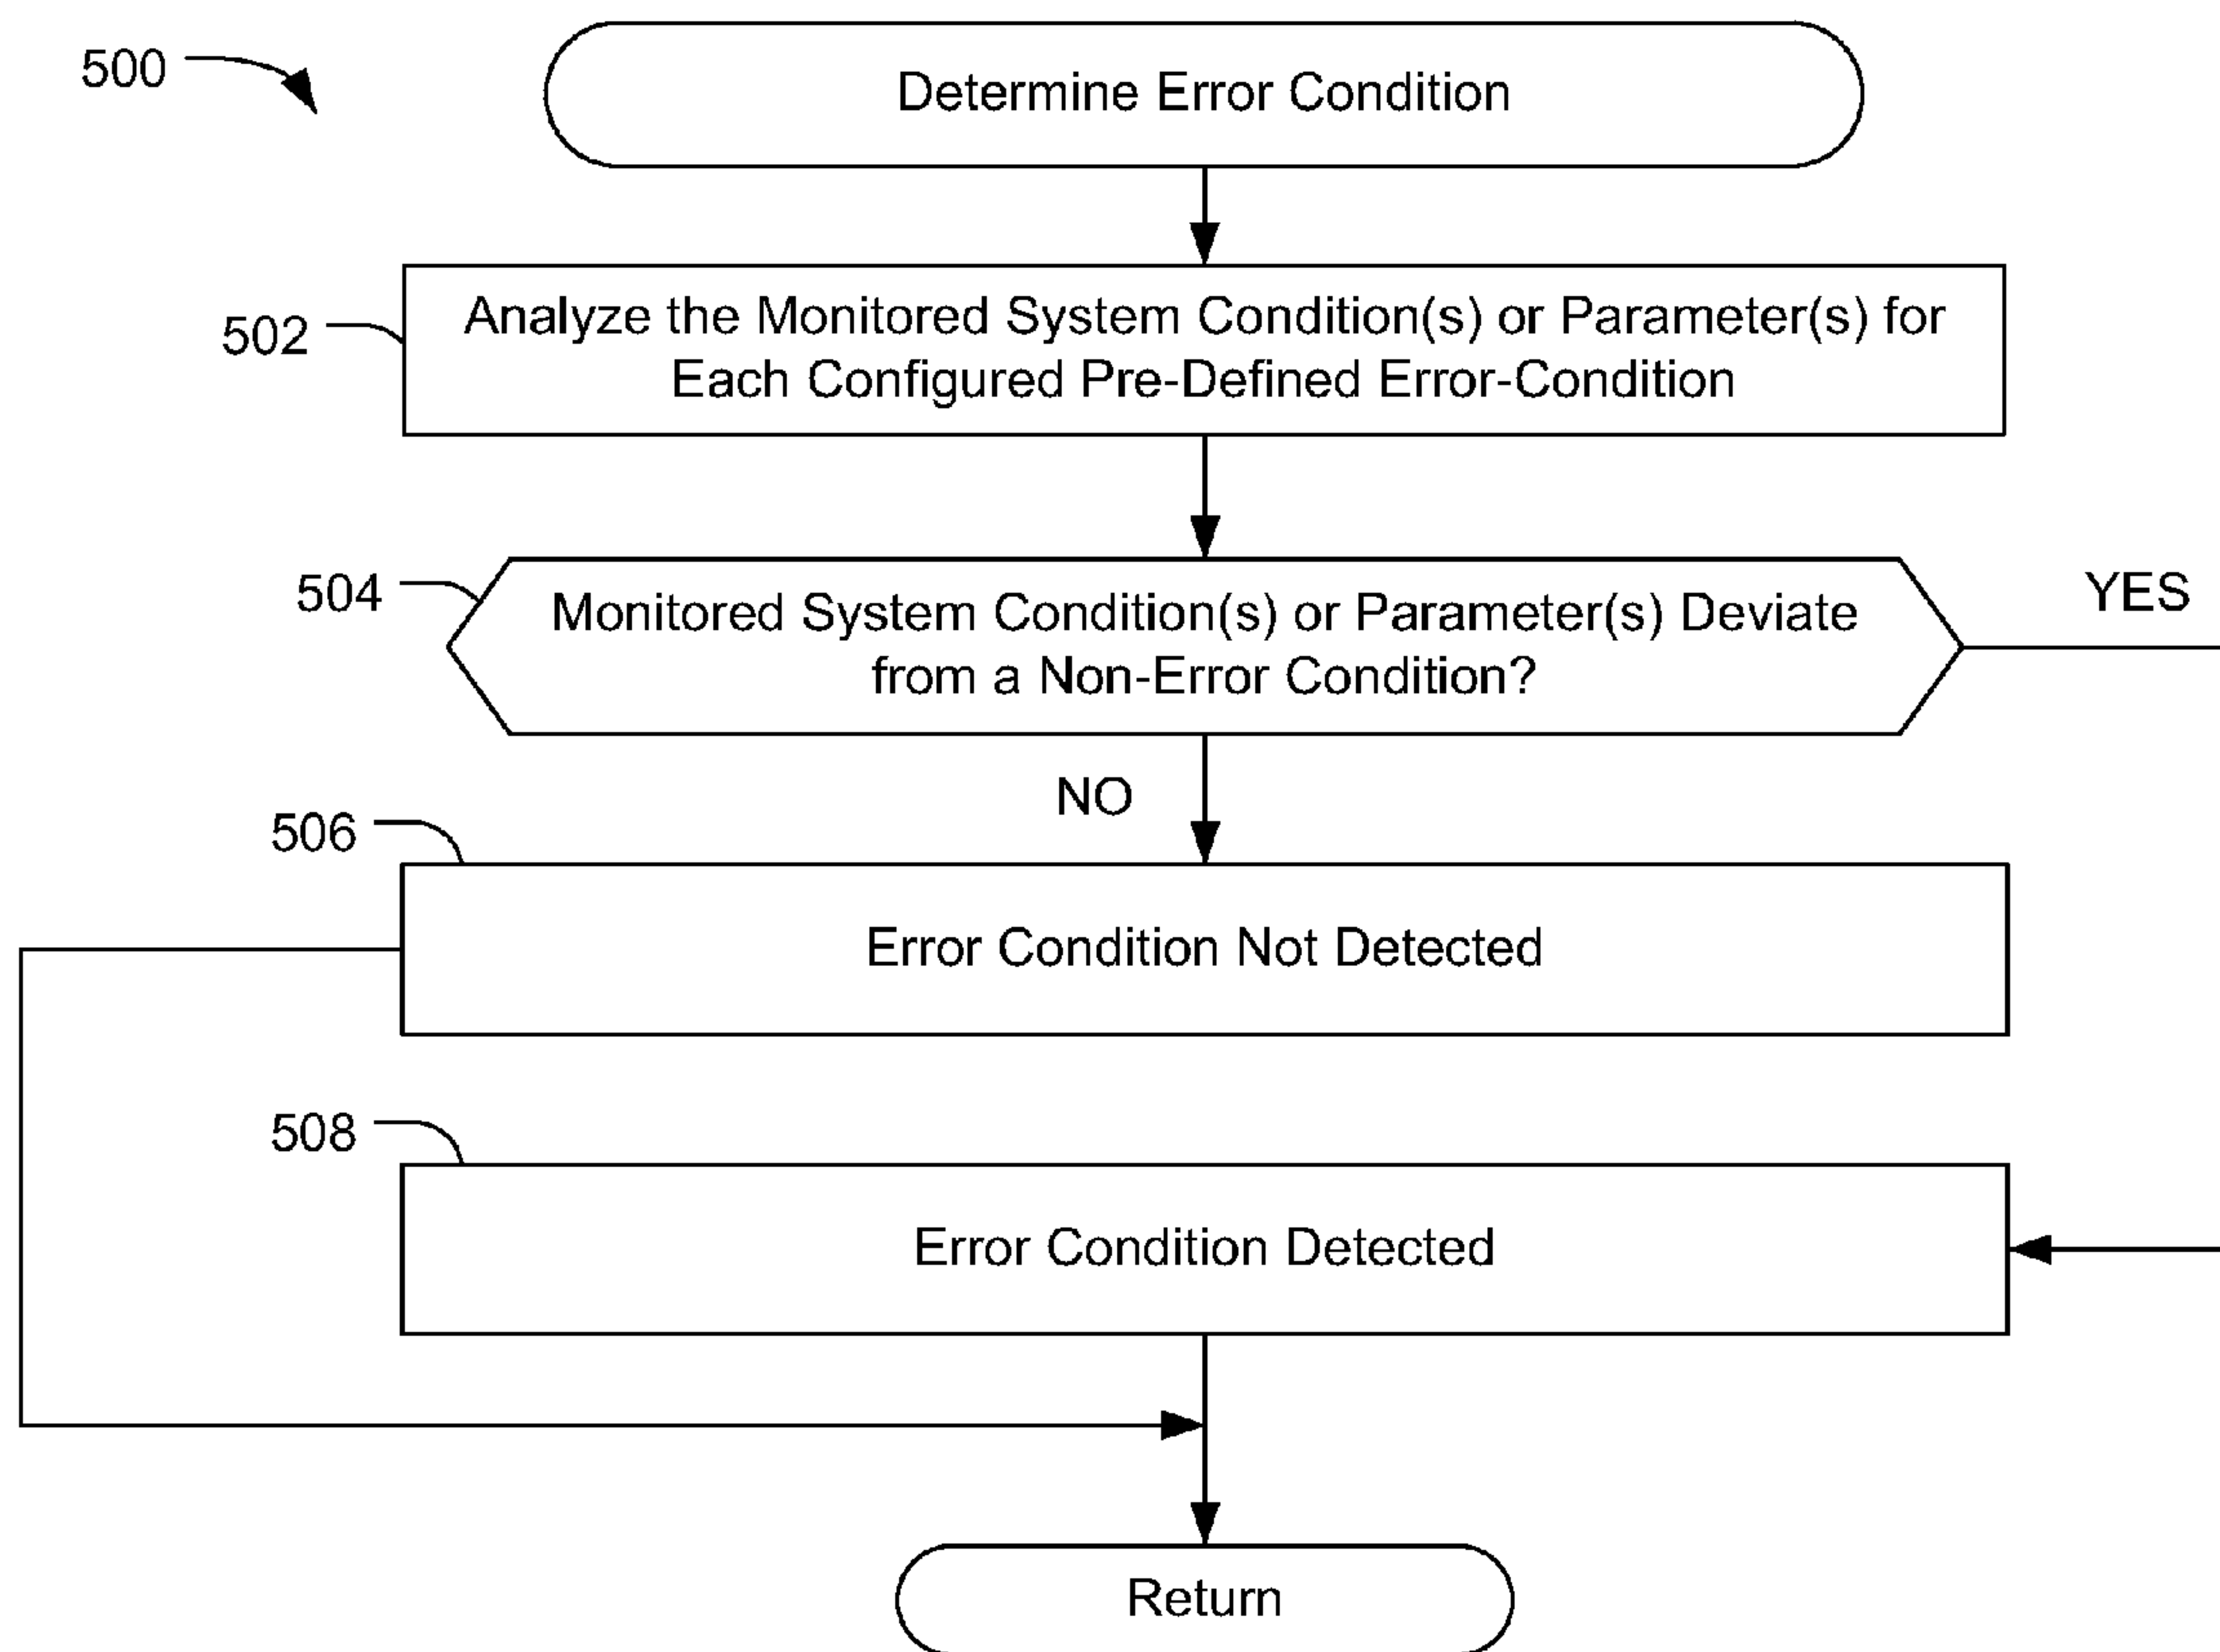 500
Determine Error Condition
502
Analyze the Monitored System Condition(s) or Parameter(s) for
Each Configured Pre-Defined Error-Condition
504
Monitored System Condition(s) or Parameter(s) Deviate
from a Non-Error Condition?
YES
NO
506
Error Condition Not Detected
508
Error Condition Detected
Return